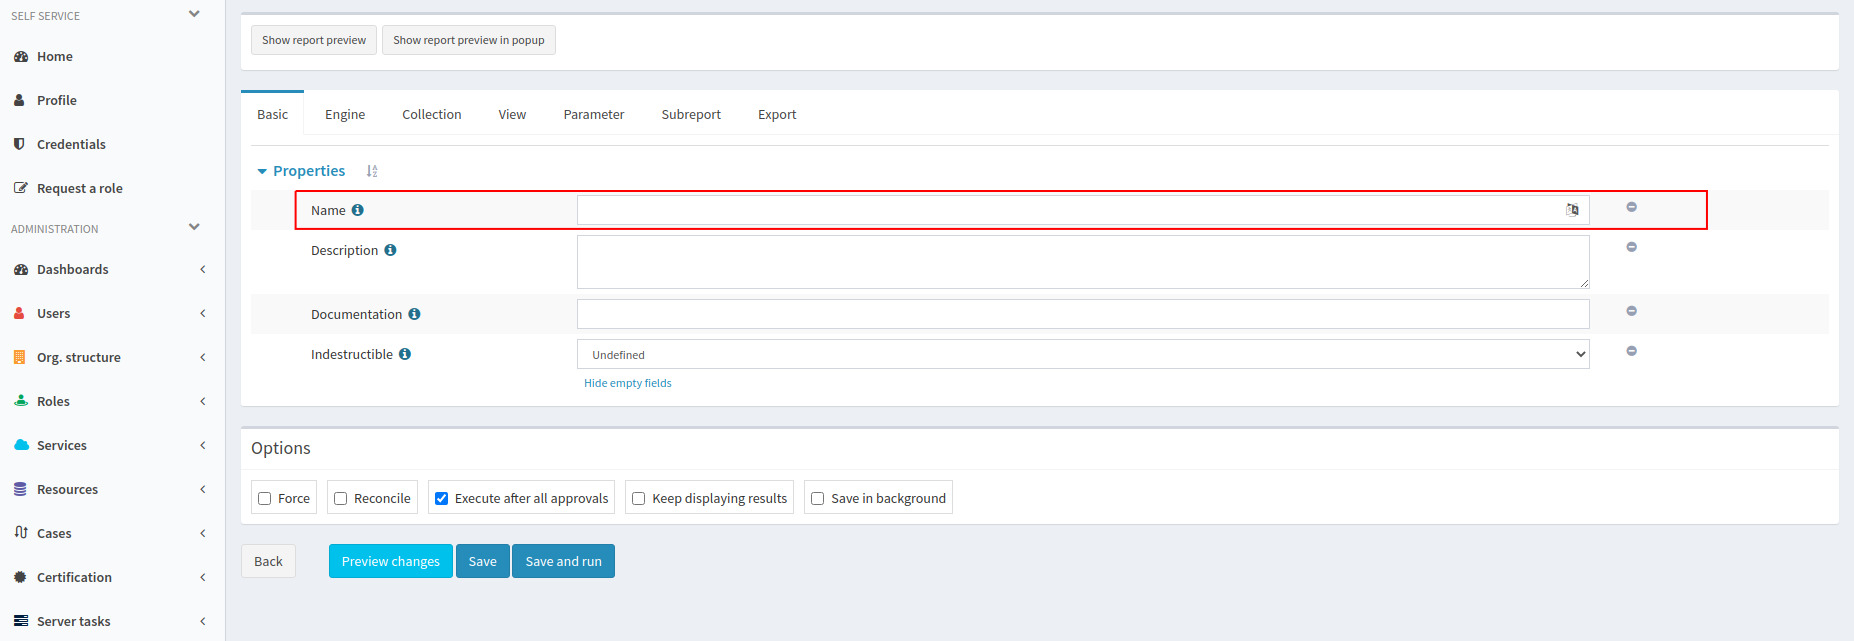 SELF SERVICE
Home
Profile
Credentials
Request a role
ADMINISTRATION
Dashboards
Users
Org. structure
Roles
Services
Resources
Cases
Certification
Server tasks
Show report preview Show report preview in popup
Basic Engine Collection View Parameter Subreport Export
Properties
Name
Description
Documentation
Indestructible Undefined
Hide empty fields
Options
Force Reconcile Execute after all approvals Keep displaying results Save in background
Back Preview changes Save Save and run